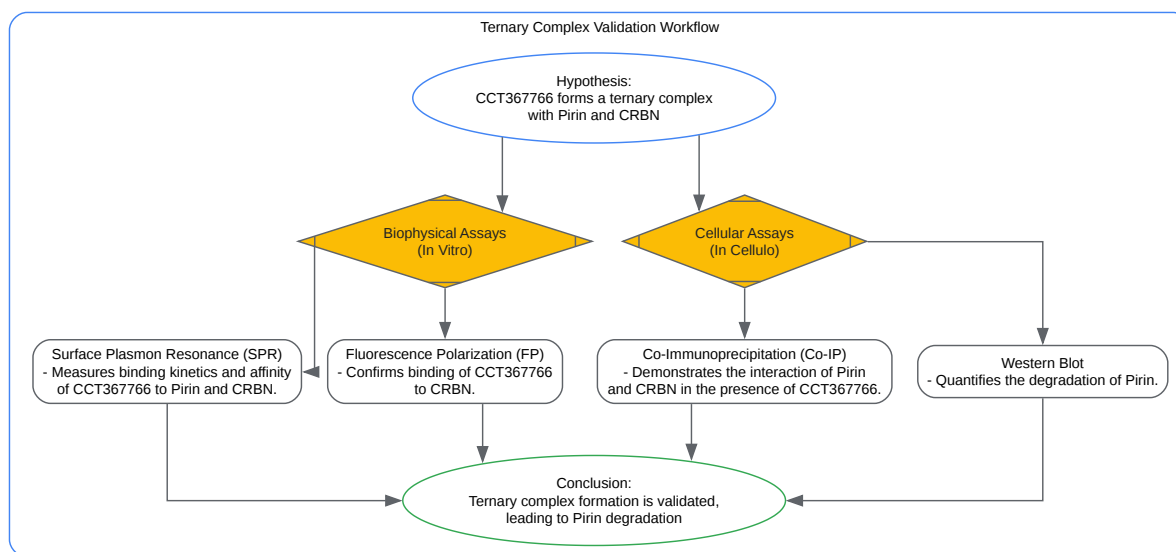 Ternary Complex Validation Workflow
Hypothesis:
CCT367766 forms a ternary complex
with Pirin and CRBN
Biophysical Assays
(In Vitro)
Cellular Assays
(In Cellulo)
Surface Plasmon Resonance (SPR)
- Measures binding kinetics and affinity
of CCT367766 to Pirin and CRBN.
Fluorescence Polarization (FP)
- Confirms binding of CCT367766
to CRBN.
Co-Immunoprecipitation (Co-IP)
- Demonstrates the interaction of Pirin
and CRBN in the presence of CCT367766.
Western Blot
- Quantifies the degradation of Pirin.
Conclusion:
Ternary complex formation is validated,
leading to Pirin degradation